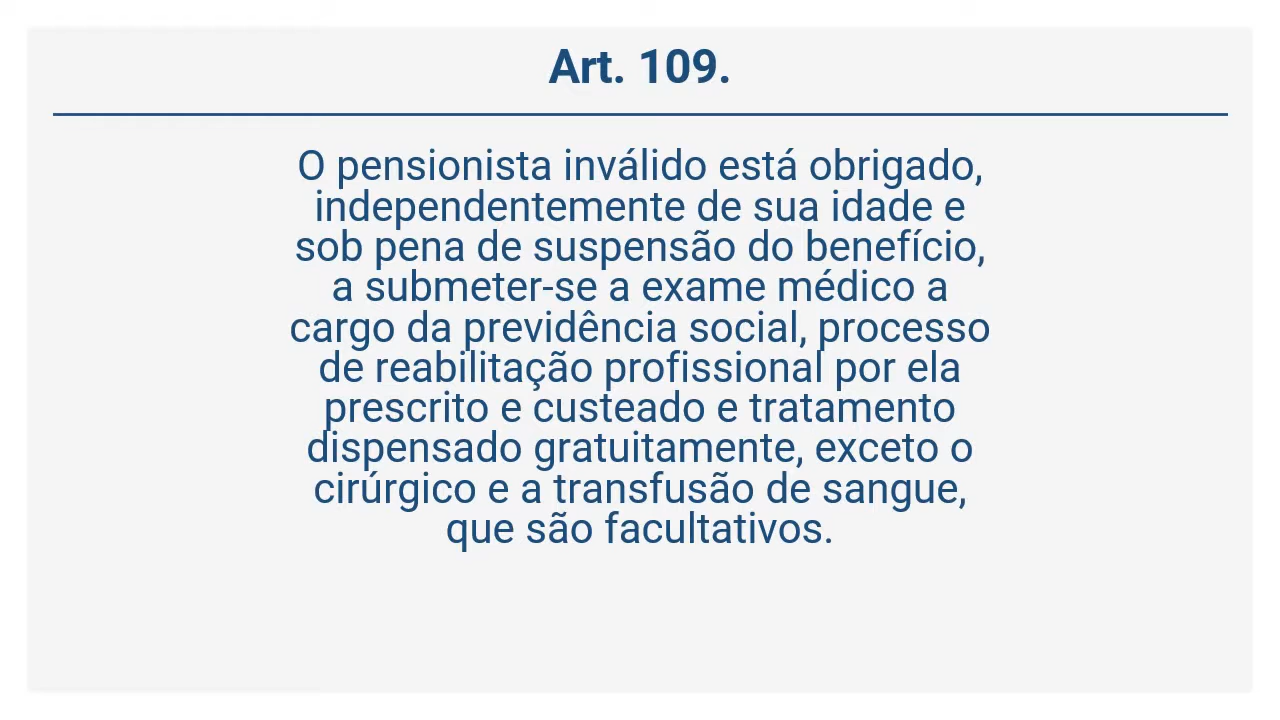 Art. 109.
O pensionista inválido está obrigado,
independentemente de sua idade e
sob pena de suspensão do benefício,
a submeter-se a exame médico a
cargo da previdência social, processo
de reabilitação profissional por ela
prescrito e custeado e tratamento
dispensado gratuitamente, exceto o
cirúrgico e a transfusão de sangue,
que são facultativos.